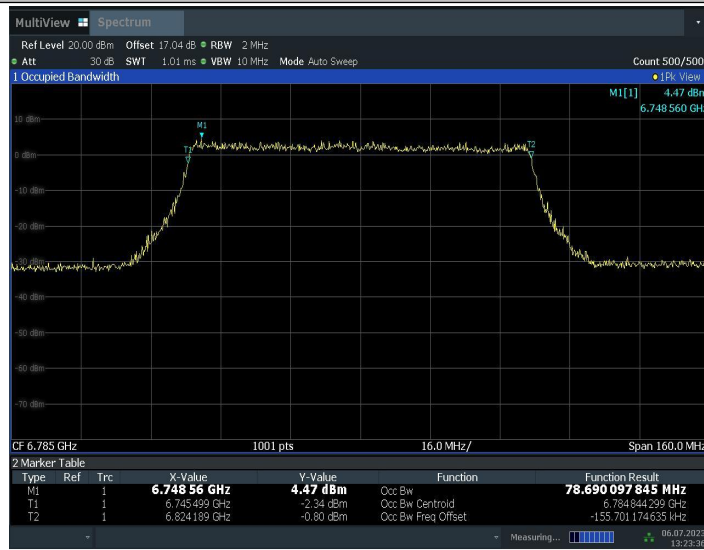 MultiView Spectrum
Ref Level 20.00 dBm Offset 17.04 dB RBW 2 MHz
Att 30 dB SWT 1.01 ms VBW 10 MHz Mode Auto Sweep Count 500/500
1 Occupied Bandwidth 1Pk View
M1[1] 4.47 dBm
6.748 560 GHz
10 dBm
M1
T1 T2
0 dBm
-10 dBm
-20 dBm
-30 dBm
-40 dBm
-50 dBm
-60 dBm
-70 dBm
CF 6.785 GHz 1001 pts 16.0 MHz/ Span 160.0 MHz
2 Marker Table
Type Ref Trc X-Value Y-Value Function Function Result
M1 1 6.748 56 GHz 4.47 dBm Occ Bw 78.690 097 845 MHz
T1 1 6.745 499 GHz -2.34 dBm Occ Bw Centroid 6.784 844 299 GHz
T2 1 6.824 189 GHz -0.80 dBm Occ Bw Freq Offset -155.701 174 635 kHz
Measuring... 06.07.2023
13:23:36